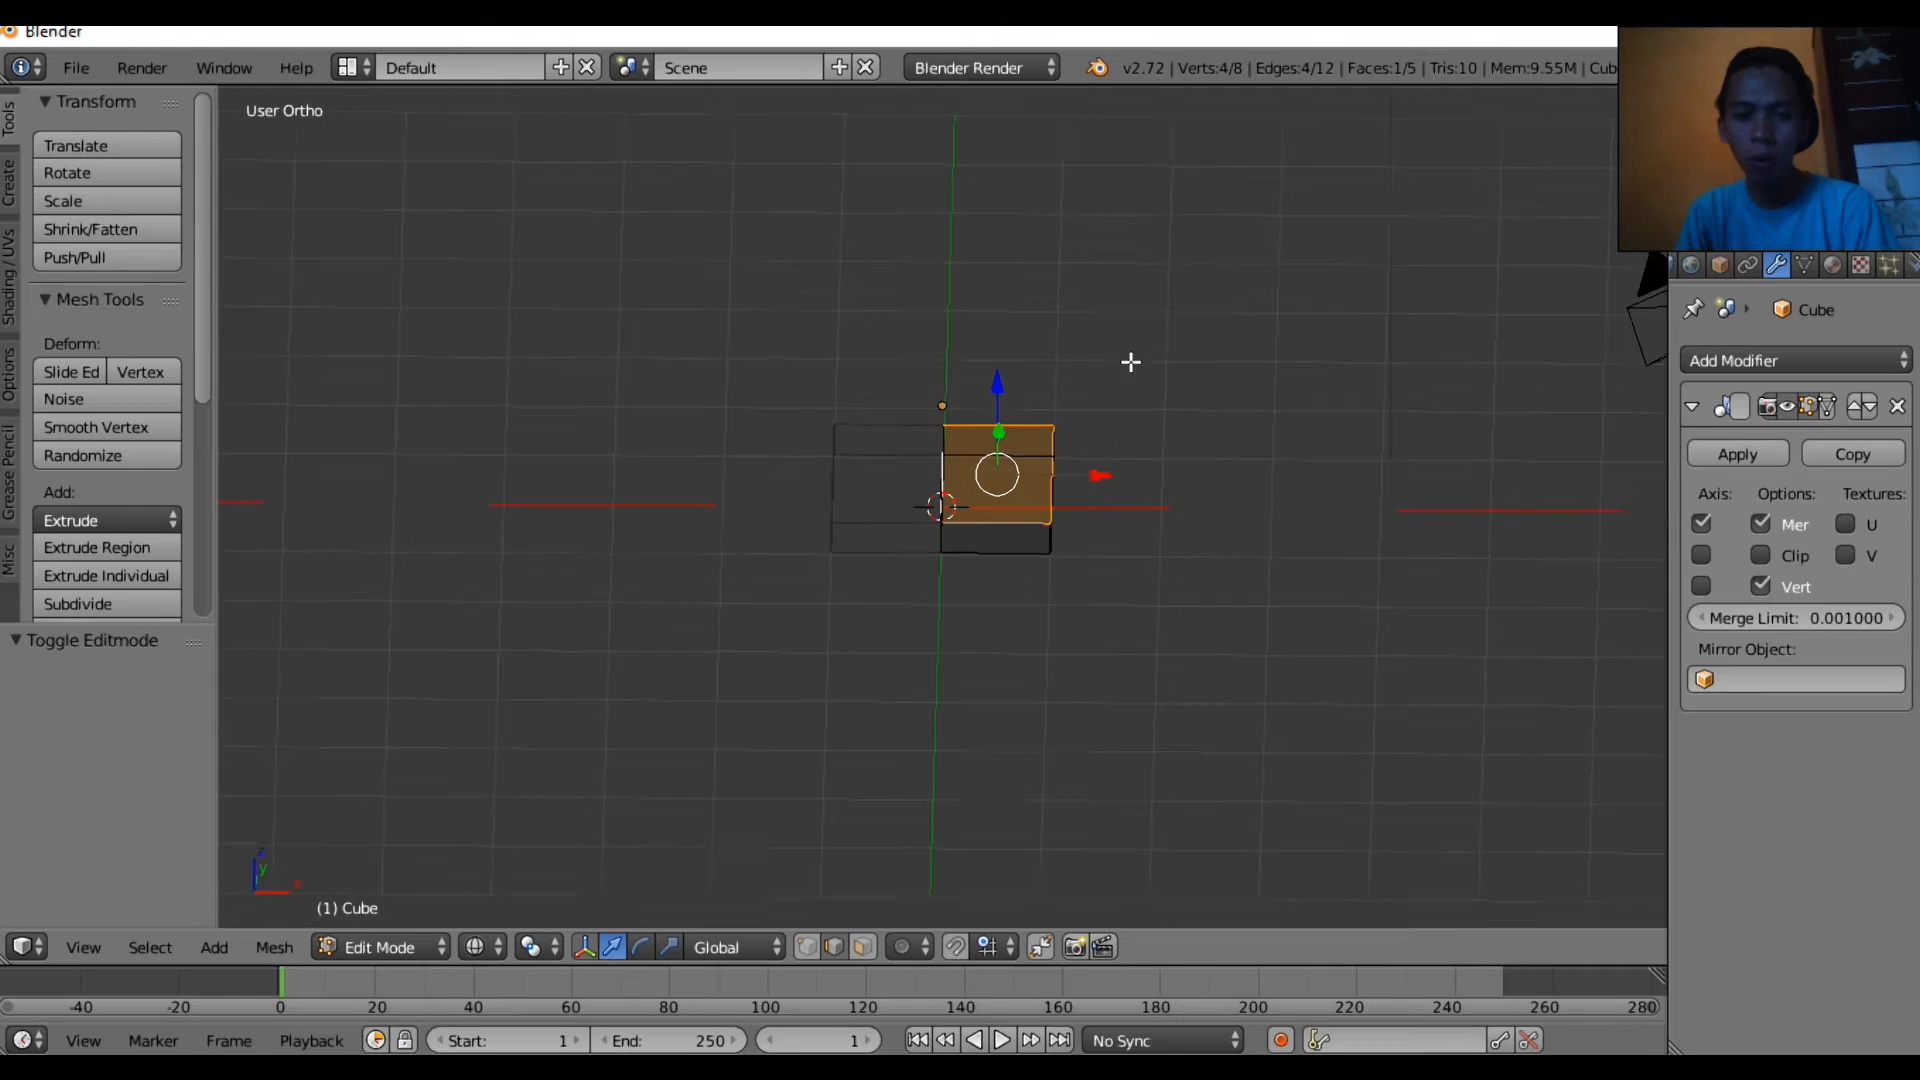 Blender
File Render Window Help Default Scene Blender Render v2.72 | Verts:4/8 | Edges:4/12 | Faces:1/5 | Tris:10 | Mem:9.55M | Cub
Tools
Create
Shading / UVs
Options
Grease Pencil
Misc
Transform
Translate
Rotate
Scale
Shrink/Fatten
Push/Pull
Mesh Tools
Deform:
Slide Ed Vertex
Noise
Smooth Vertex
Randomize
Add:
Extrude
Extrude Region
Extrude Individual
Subdivide
Toggle Editmode
User Ortho
z
y
x
(1) Cube
Cube
Add Modifier
Apply Copy
Axis: Options: Textures:
Mer U
Clip V
Vert
Merge Limit: 0.001000
Mirror Object:
View Select Add Mesh Edit Mode Global
-40 -20 0 20 40 60 80 100 120 140 160 180 200 220 240 260 280
View Marker Frame Playback Start: 1 End: 250 1 No Sync